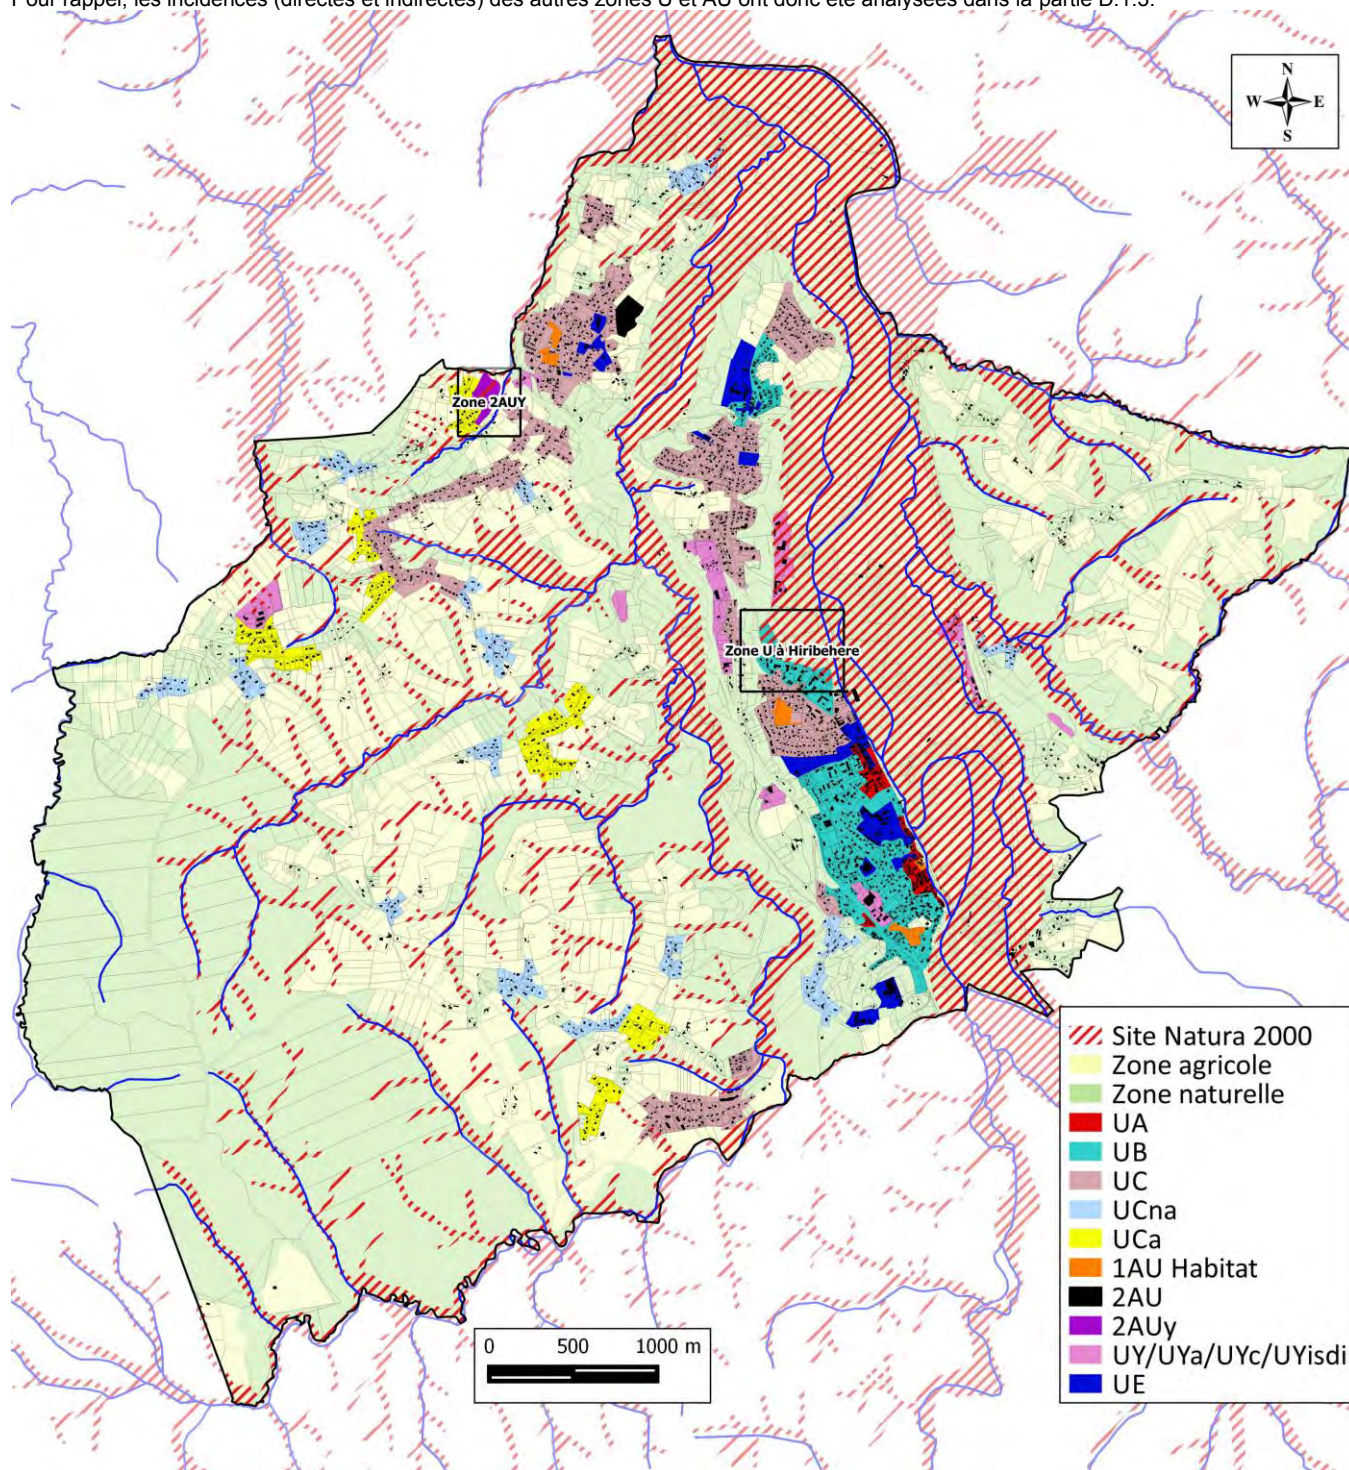 Pour rappel, les incidences (directes et indirectes) des autres zones U et AU ont donc été analysées dans la partie D.1.3.
N
W E
S
Zone 2AUY
Zone U à Hiribehere
Site Natura 2000
Zone agricole
Zone naturelle
UA
UB
UC
UCna
UCa
1AU Habitat
2AU
2AUy
UY/UYa/UYc/UYisdi
UE
0 500 1000 m